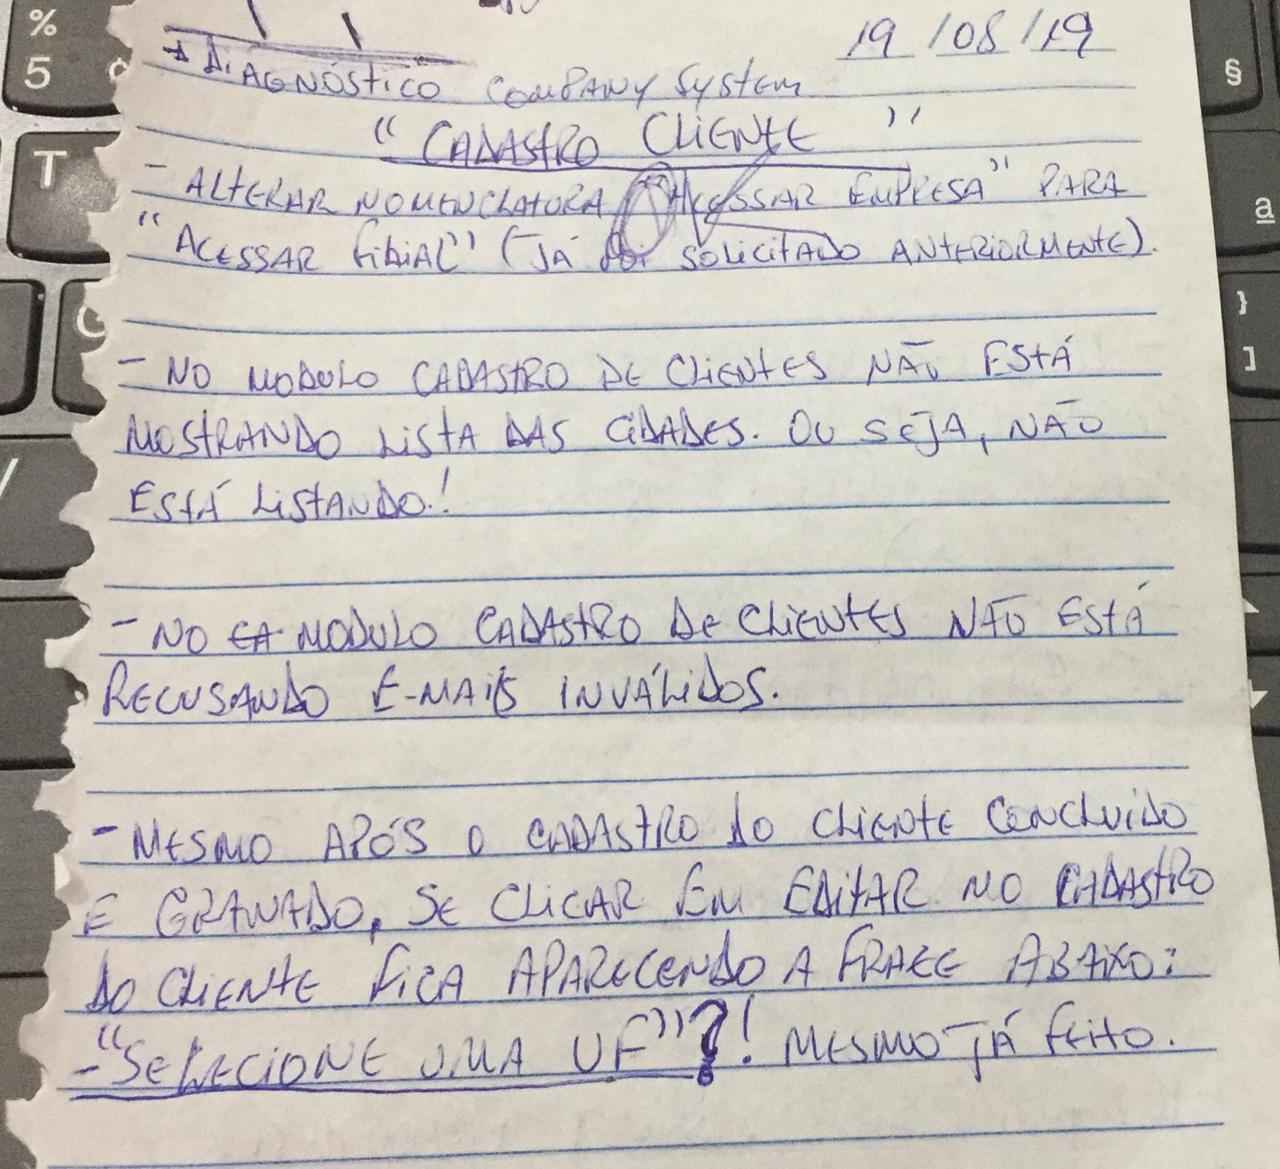 19/08/19
→ DIAGNÓSTICO COMPANY SYSTEM
"CADASTRO CLIENTE"
- ALTERAR NOMENCLATURA "ACESSAR EMPRESA" PARA
"ACESSAR FILIAL" (JÁ FOI SOLICITADO ANTERIORMENTE).
- NO MODULO CADASTRO DE CLIENTES NÃO ESTÁ
MOSTRANDO LISTA DAS CIDADES. OU SEJA, NÃO
ESTÁ LISTANDO!
- NO MODULO CADASTRO DE CLIENTES NÃO ESTÁ
RECUSANDO E-MAILS INVÁLIDOS.
- MESMO APÓS O CADASTRO DO CLIENTE CONCLUIDO
E GRAVADO, SE CLICAR EM EDITAR NO CADASTRO
DO CLIENTE FICA APARECENDO A FRAEE ABAIXO:
- "SELECIONE UMA UF"?! MESMO JÁ FEITO.
%
5
T
§
a
}
]
/